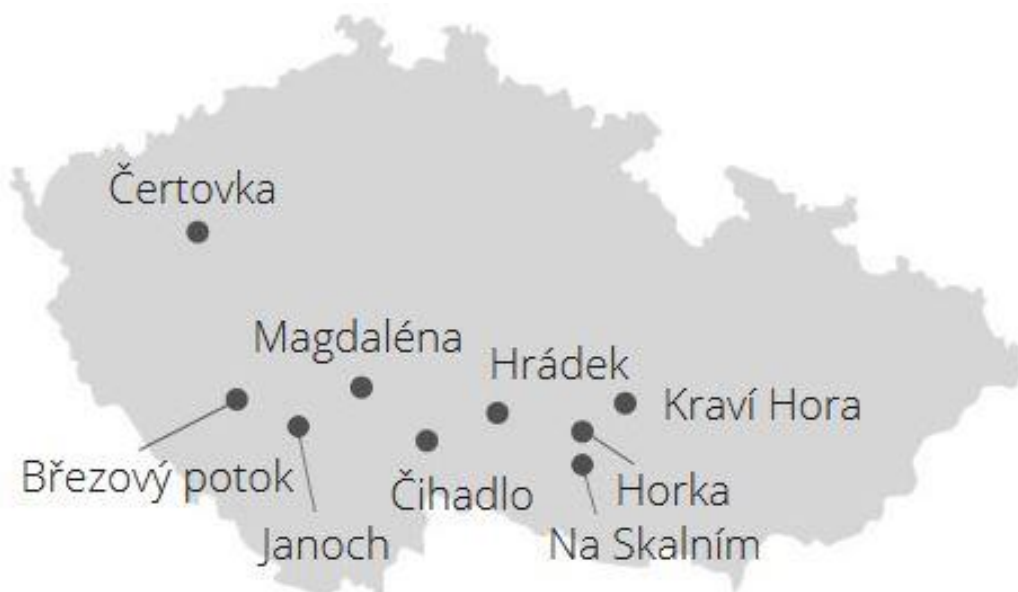 Čertovka
Magdaléna
Hrádek
Kraví Hora
Březový potok
Čihadlo
Horka
Janoch
Na Skalním